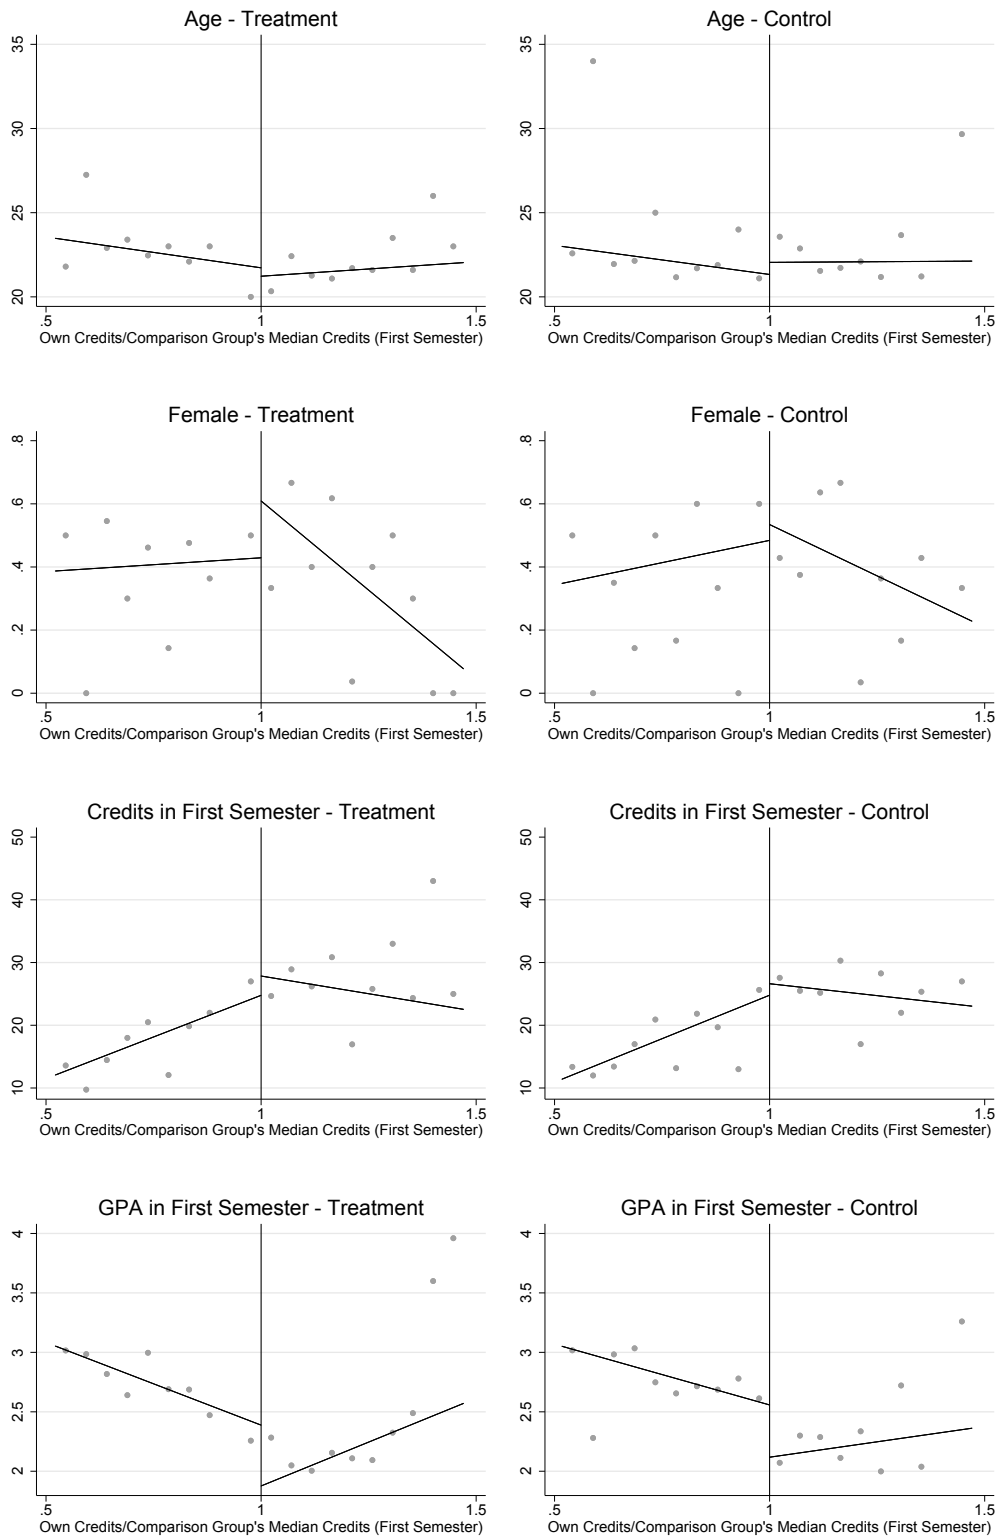 Age - Treatment
35
30
25
20
.5 1 1.5
Own Credits/Comparison Group's Median Credits (First Semester)
Age - Control
35
30
25
20
.5 1 1.5
Own Credits/Comparison Group's Median Credits (First Semester)
Female - Treatment
.8
.6
.4
.2
0
.5 1 1.5
Own Credits/Comparison Group's Median Credits (First Semester)
Female - Control
.8
.6
.4
.2
0
.5 1 1.5
Own Credits/Comparison Group's Median Credits (First Semester)
Credits in First Semester - Treatment
50
40
30
20
10
.5 1 1.5
Own Credits/Comparison Group's Median Credits (First Semester)
Credits in First Semester - Control
50
40
30
20
10
.5 1 1.5
Own Credits/Comparison Group's Median Credits (First Semester)
GPA in First Semester - Treatment
4
3.5
3
2.5
2
.5 1 1.5
Own Credits/Comparison Group's Median Credits (First Semester)
GPA in First Semester - Control
4
3.5
3
2.5
2
.5 1 1.5
Own Credits/Comparison Group's Median Credits (First Semester)